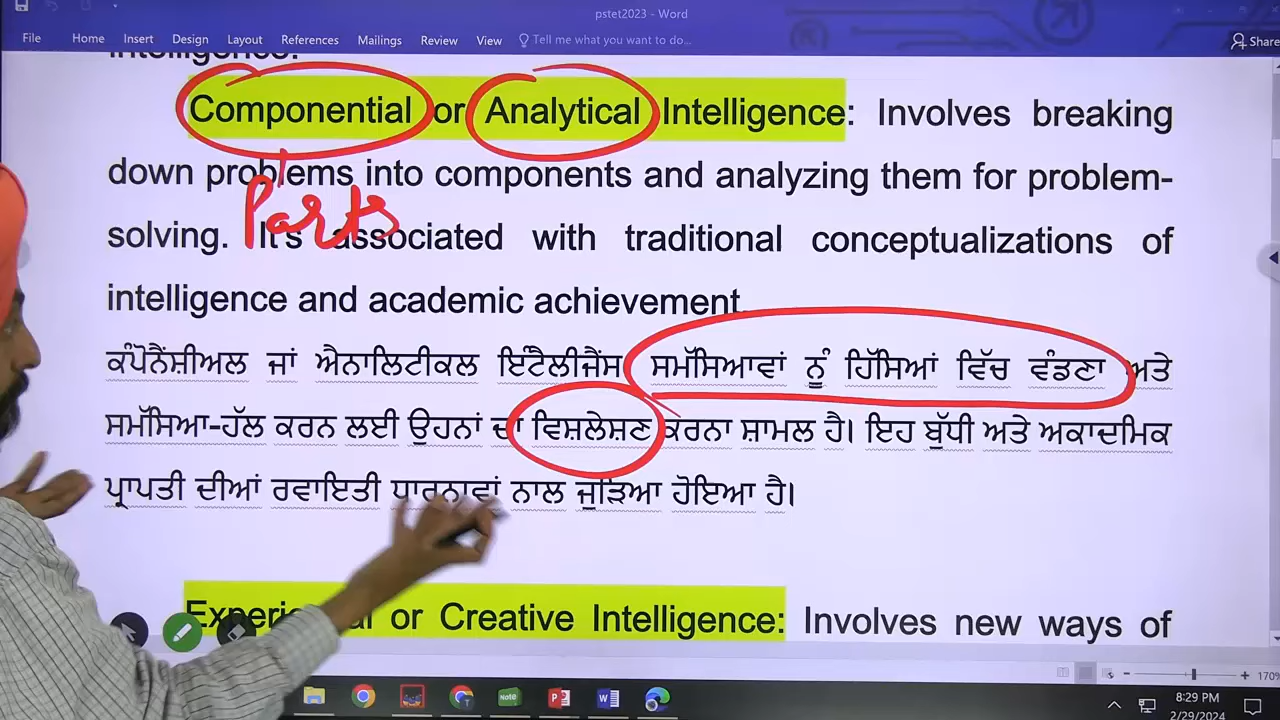 pstet2023 - Word
File Home Insert Design Layout References Mailings Review View Tell me what you want to do... Share
intelligence.
Componential or Analytical Intelligence: Involves breaking
down problems into components and analyzing them for problem-
Parts
solving. It's associated with traditional conceptualizations of
intelligence and academic achievement.
ਕੰਪੋਨੈਂਸ਼ੀਅਲ ਜਾਂ ਐਨਾਲਿਟੀਕਲ ਇੰਟੈਲੀਜੈਂਸ ਸਮੱਸਿਆਵਾਂ ਨੂੰ ਹਿੱਸਿਆਂ ਵਿੱਚ ਵੰਡਣਾ ਅਤੇ
ਸਮੱਸਿਆ-ਹੱਲ ਕਰਨ ਲਈ ਉਹਨਾਂ ਦਾ ਵਿਸ਼ਲੇਸ਼ਣ ਕਰਨਾ ਸ਼ਾਮਲ ਹੈ। ਇਹ ਬੁੱਧੀ ਅਤੇ ਅਕਾਦਮਿਕ
ਪ੍ਰਾਪਤੀ ਦੀਆਂ ਰਵਾਇਤੀ ਧਾਰਨਾਵਾਂ ਨਾਲ ਜੁੜਿਆ ਹੋਇਆ ਹੈ।
Experiential or Creative Intelligence: Involves new ways of
170%
Note
8:29 PM
2/29/2024